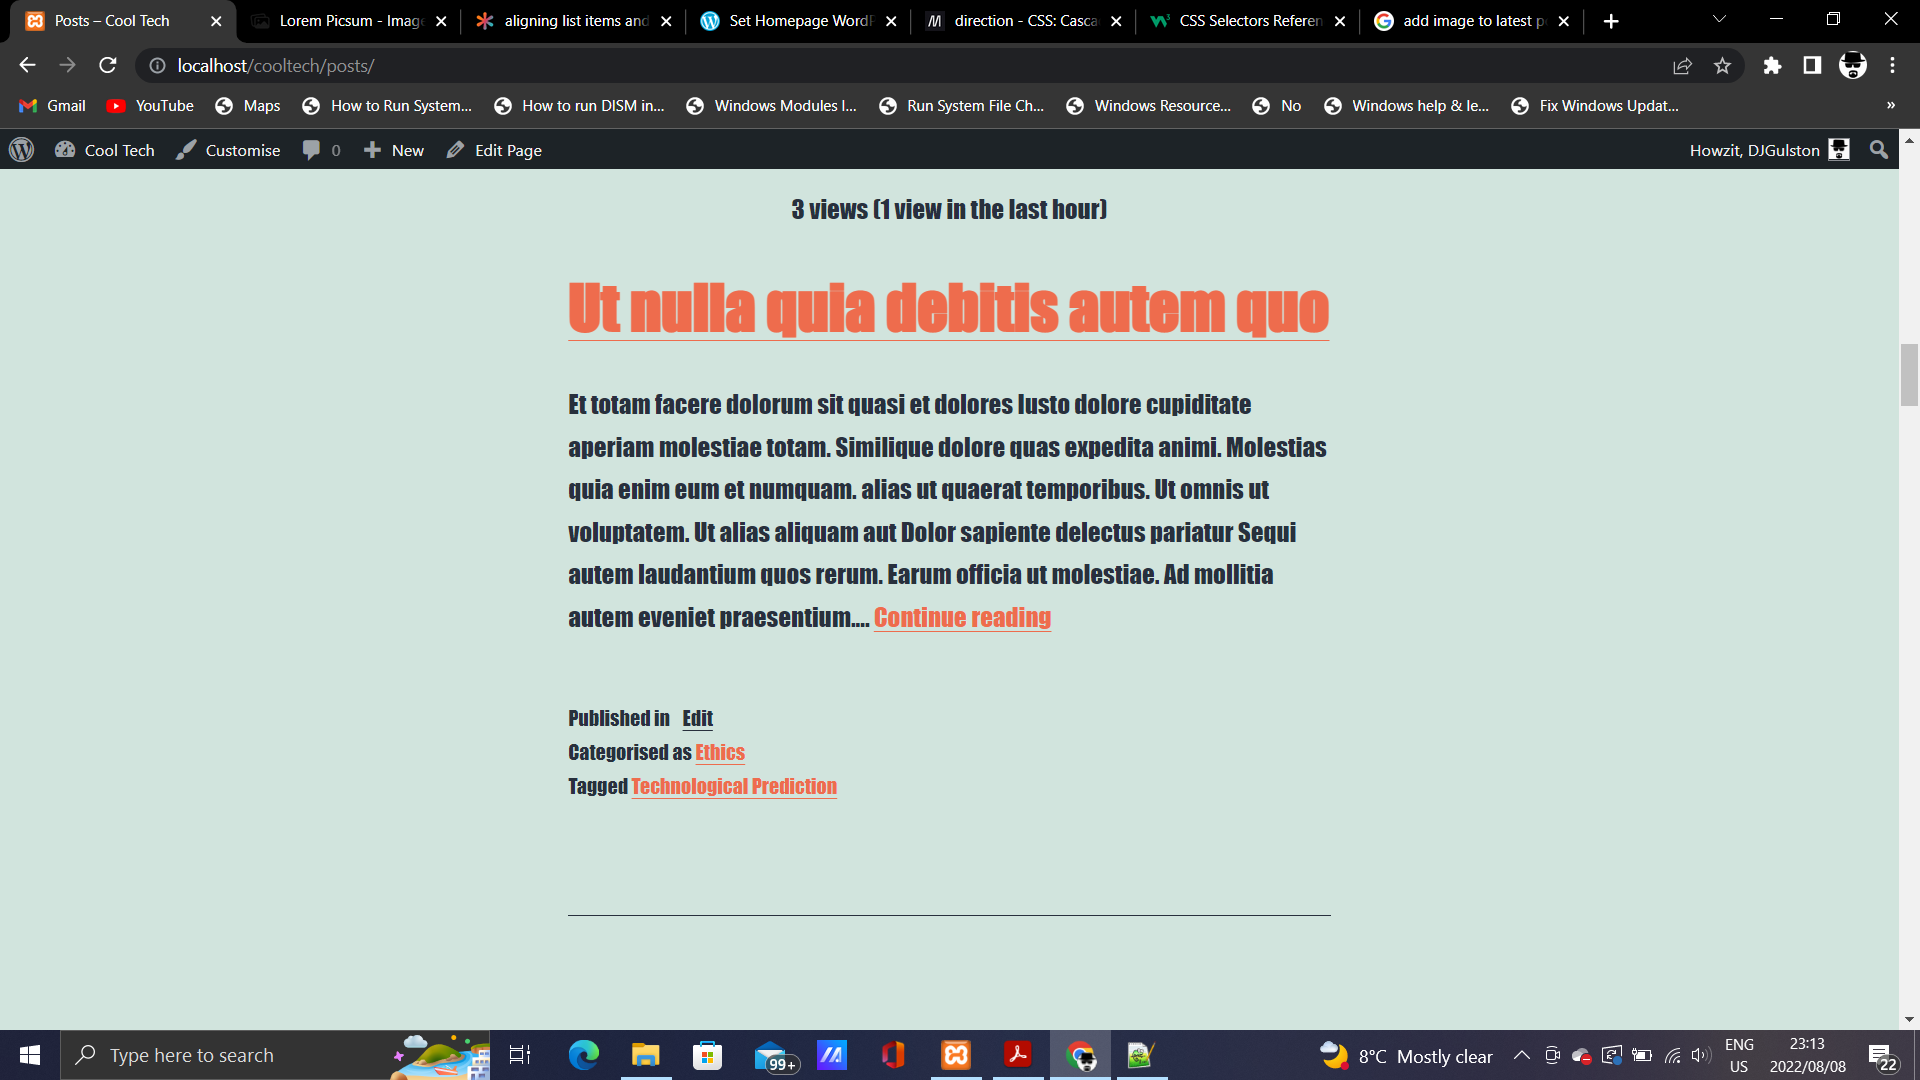 Posts – Cool Tech
Lorem Picsum - Image
aligning list items and
Set Homepage WordP
direction - CSS: Casca
CSS Selectors Referen
add image to latest p
localhost/cooltech/posts/
Gmail
YouTube
Maps
How to Run System...
How to run DISM in...
Windows Modules I...
Run System File Ch...
Windows Resource...
No
Windows help & le...
Fix Windows Updat...
»
Cool Tech
Customise
0
New
Edit Page
Howzit, DJGulston
3 views (1 view in the last hour)
Ut nulla quia debitis autem quo
Et totam facere dolorum sit quasi et dolores Iusto dolore cupiditate
aperiam molestiae totam. Similique dolore quas expedita animi. Molestias
quia enim eum et numquam. alias ut quaerat temporibus. Ut omnis ut
voluptatem. Ut alias aliquam aut Dolor sapiente delectus pariatur Sequi
autem laudantium quos rerum. Earum officia ut molestiae. Ad mollitia
autem eveniet praesentium.… Continue reading
Published in Edit
Categorised as Ethics
Tagged Technological Prediction
Type here to search
99+
8°C Mostly clear
ENG
US
23:13
2022/08/08
22